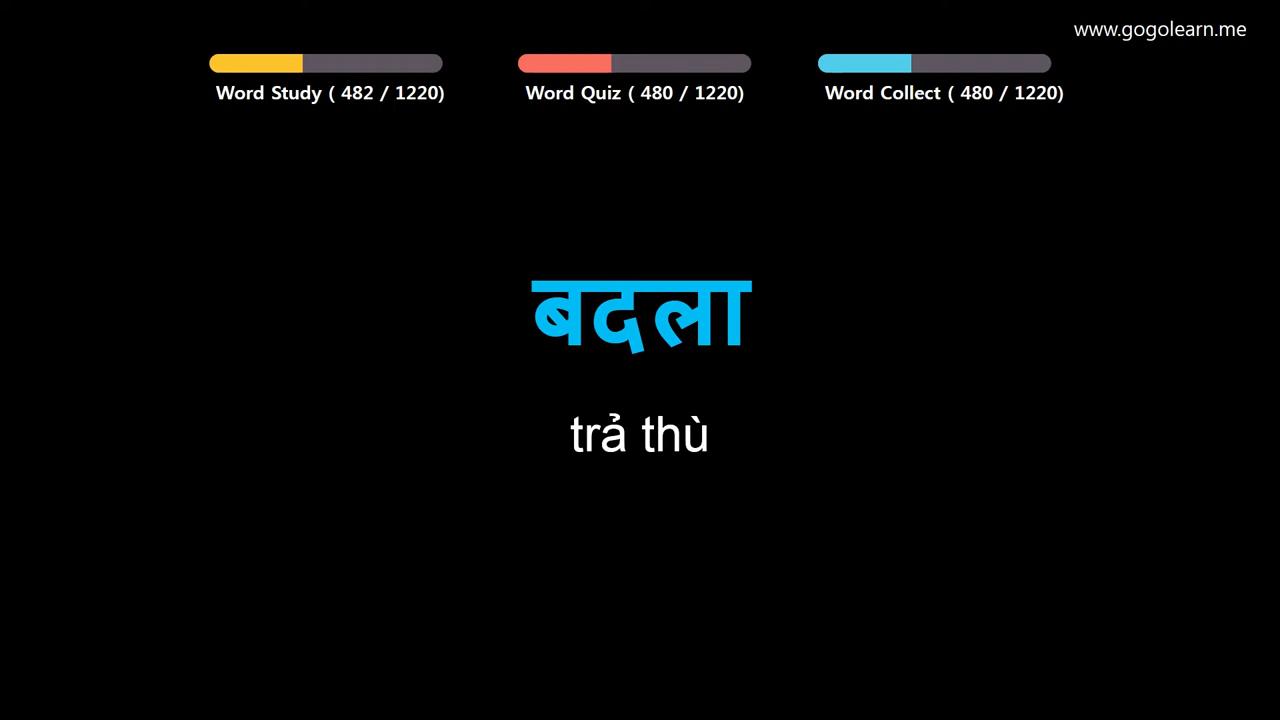 www.gogolearn.me
Word Study ( 482 / 1220)
Word Quiz ( 480 / 1220)
Word Collect ( 480 / 1220)
बदला
trả thù